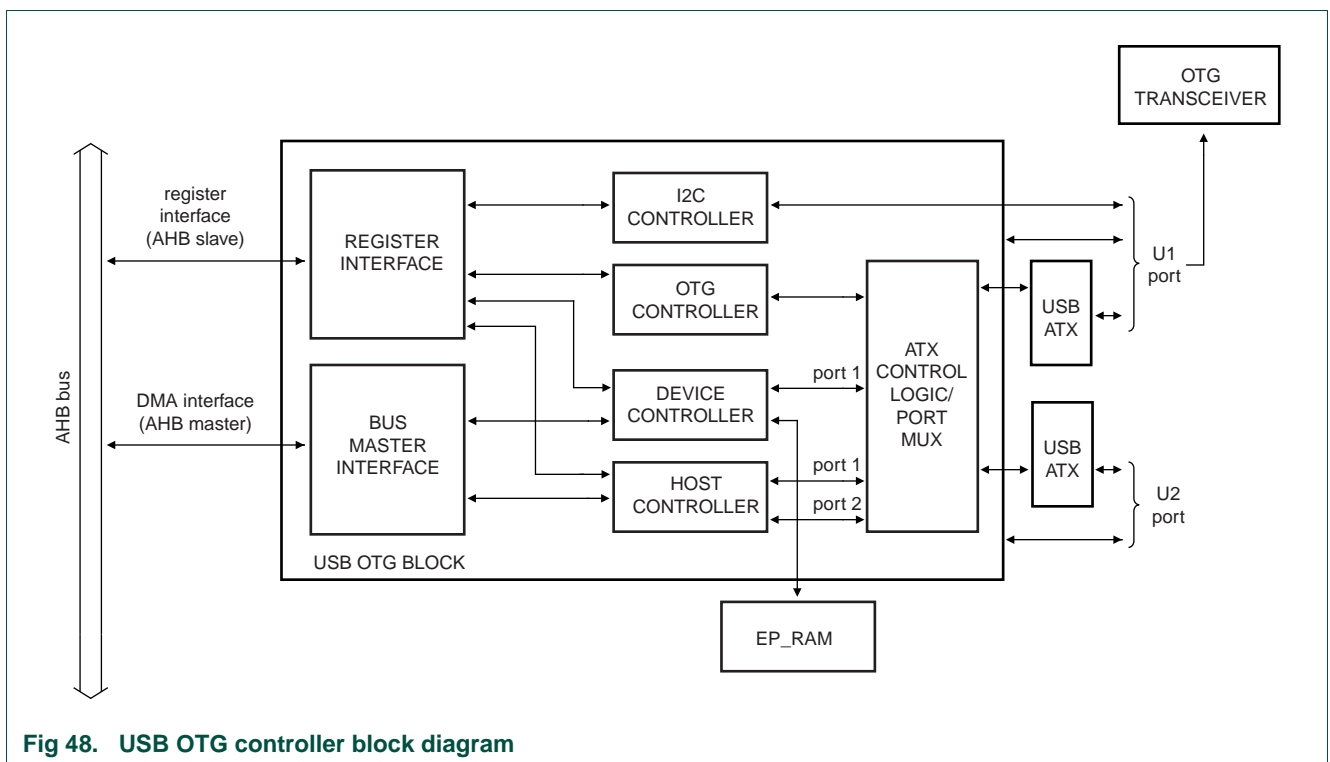 OTG
TRANSCEIVER
AHB bus
register
interface
(AHB slave)
DMA interface
(AHB master)
REGISTER
INTERFACE
BUS
MASTER
INTERFACE
USB OTG BLOCK
I2C
CONTROLLER
OTG
CONTROLLER
DEVICE
CONTROLLER
HOST
CONTROLLER
port 1
port 1
port 2
ATX
CONTROL
LOGIC/
PORT
MUX
USB
ATX
USB
ATX
U1
port
U2
port
EP_RAM
Fig 48. USB OTG controller block diagram